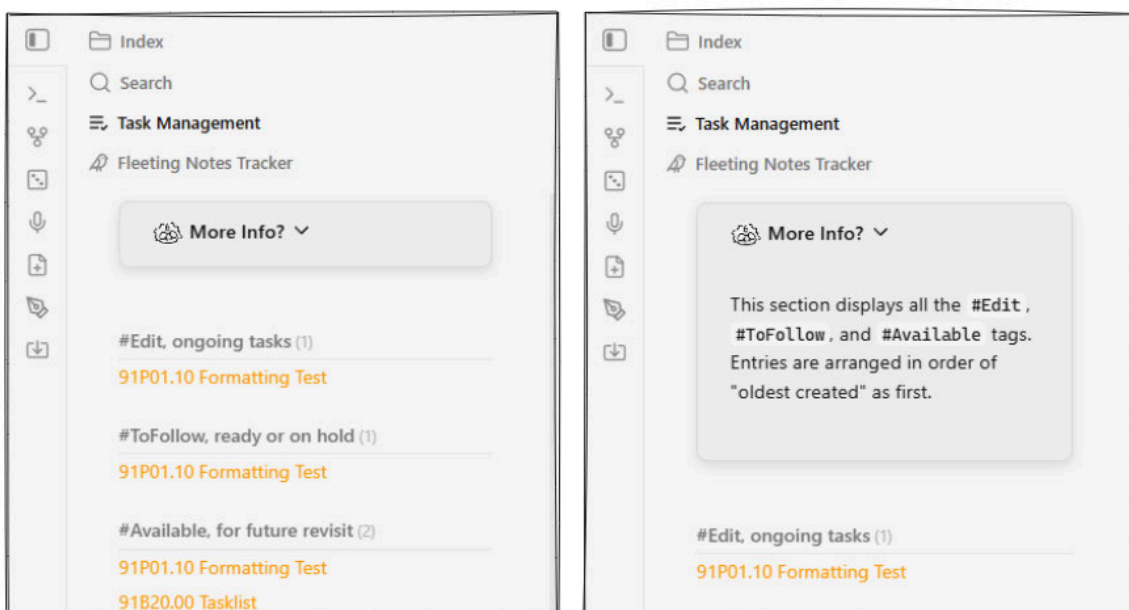 Index
Search
Task Management
Fleeting Notes Tracker
More Info?
#Edit, ongoing tasks (1)
91P01.10 Formatting Test
#ToFollow, ready or on hold (1)
91P01.10 Formatting Test
#Available, for future revisit (2)
91P01.10 Formatting Test
91B20.00 Tasklist
Index
Search
Task Management
Fleeting Notes Tracker
More Info?
This section displays all the #Edit,
#ToFollow, and #Available tags.
Entries are arranged in order of
"oldest created" as first.
#Edit, ongoing tasks (1)
91P01.10 Formatting Test